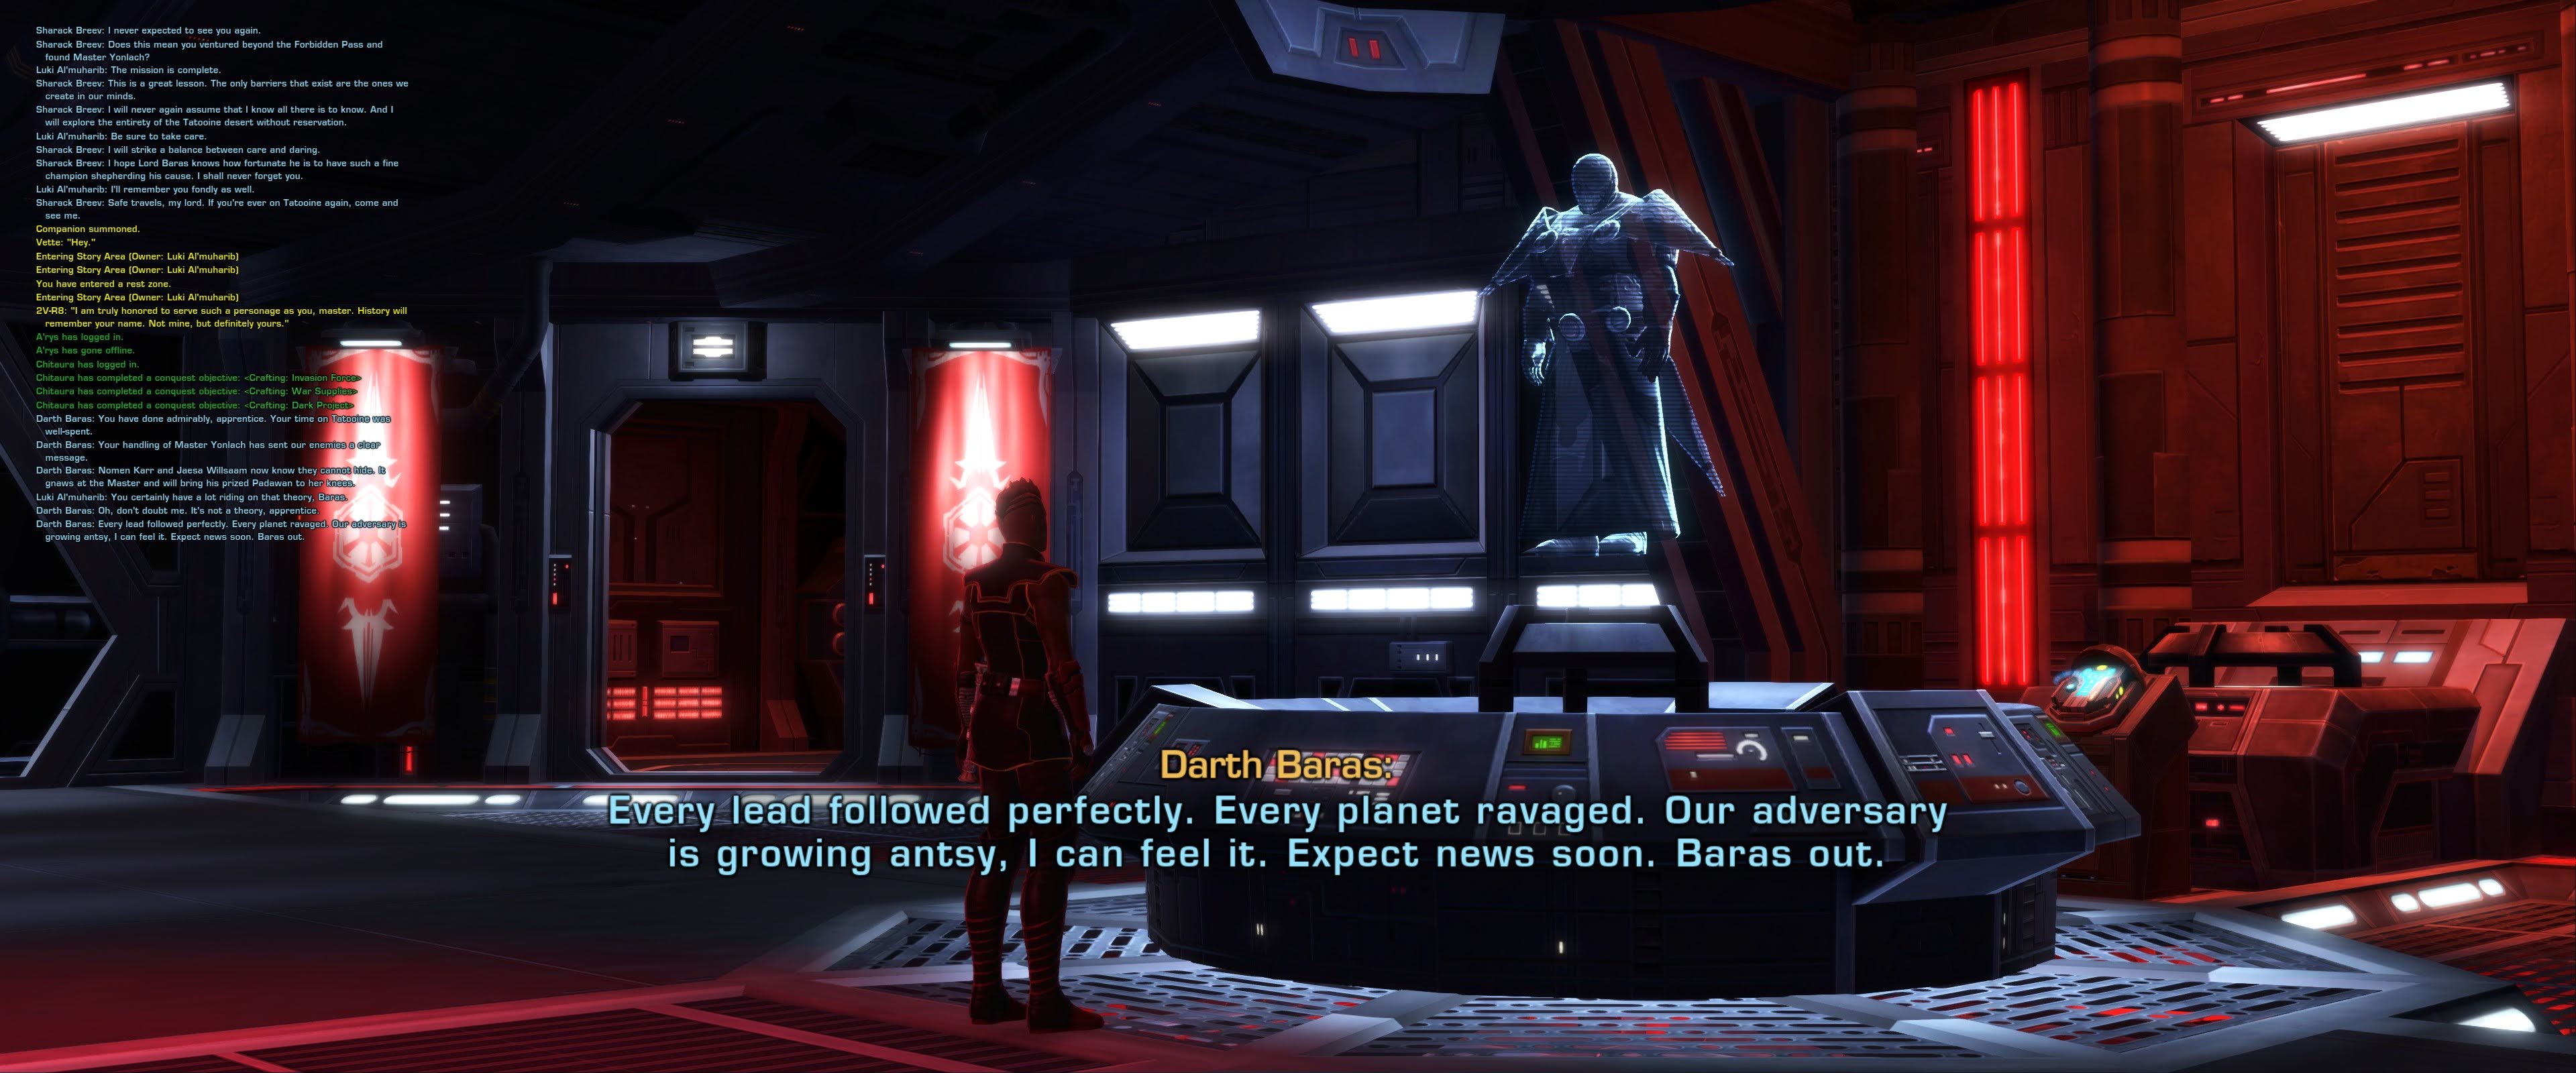 Sharack Breev: I never expected to see you again.
Sharack Breev: Does this mean you ventured beyond the Forbidden Pass and
found Master Yonlach?
Luki Al'muharib: The mission is complete.
Sharack Breev: This is a great lesson. The only barriers that exist are the ones we
create in our minds.
Sharack Breev: I will never again assume that I know all there is to know. And I
will explore the entirety of the Tatooine desert without reservation.
Luki Al'muharib: Be sure to take care.
Sharack Breev: I will strike a balance between care and daring.
Sharack Breev: I hope Lord Baras knows how fortunate he is to have such a fine
champion shepherding his cause. I shall never forget you.
Luki Al'muharib: I'll remember you fondly as well.
Sharack Breev: Safe travels, my lord. If you're ever on Tatooine again, come and
see me.
Companion summoned.
Vette: "Hey."
Entering Story Area (Owner: Luki Al'muharib)
Entering Story Area (Owner: Luki Al'muharib)
You have entered a rest zone.
Entering Story Area (Owner: Luki Al'muharib)
2V-R8: "I am truly honored to serve such a personage as you, master. History will
remember your name. Not mine, but definitely yours."
A'rys has logged in.
A'rys has gone offline.
Chitaura has logged in.
Chitaura has completed a conquest objective: <Crafting: Invasion Force>
Chitaura has completed a conquest objective: <Crafting: War Supplies>
Chitaura has completed a conquest objective: <Crafting: Dark Project>
Darth Baras: You have done admirably, apprentice. Your time on Tatooine was
well-spent.
Darth Baras: Your handling of Master Yonlach has sent our enemies a clear
message.
Darth Baras: Nomen Karr and Jaesa Willsaam now know they cannot hide. It
gnaws at the Master and will bring his prized Padawan to her knees.
Luki Al'muharib: You certainly have a lot riding on that theory, Baras.
Darth Baras: Oh, don't doubt me. It's not a theory, apprentice.
Darth Baras: Every lead followed perfectly. Every planet ravaged. Our adversary is
growing antsy, I can feel it. Expect news soon. Baras out.
Darth Baras:
Every lead followed perfectly. Every planet ravaged. Our adversary
is growing antsy, I can feel it. Expect news soon. Baras out.